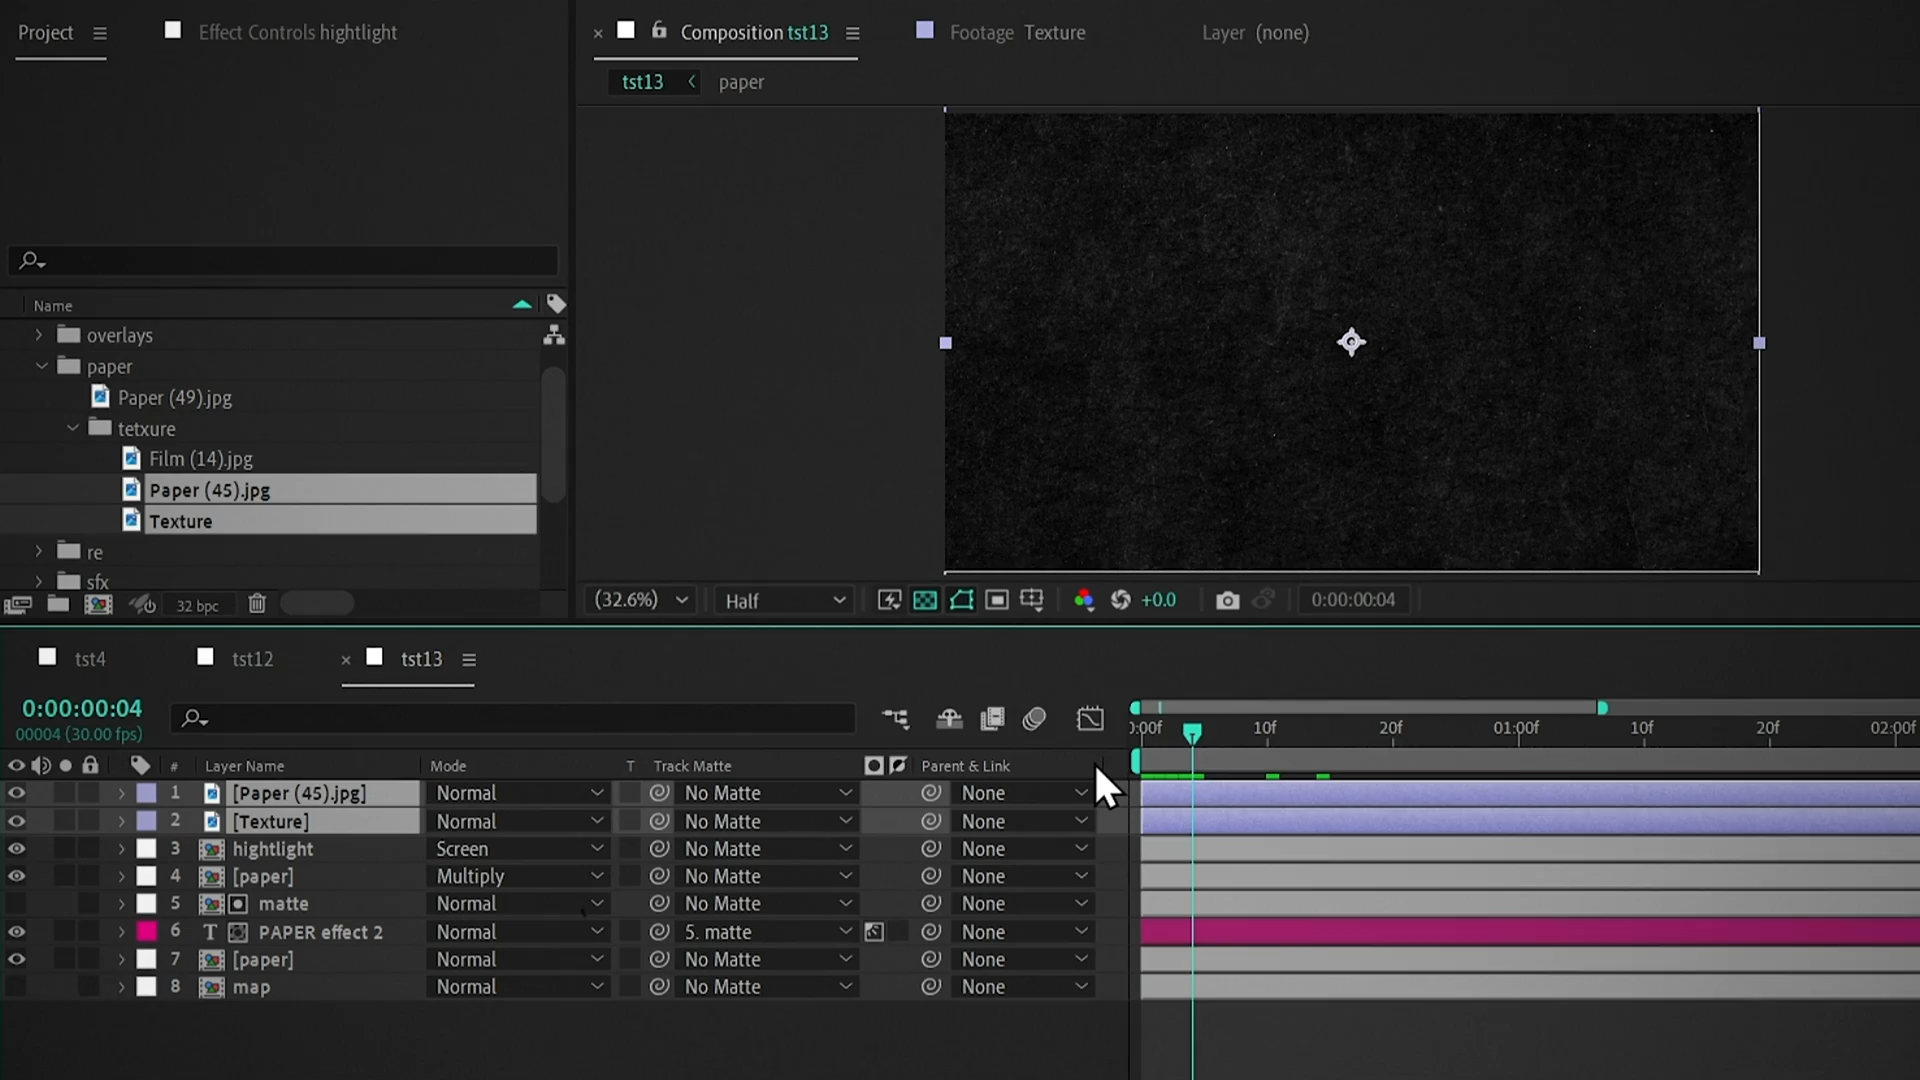 Project
Effect Controls hightlight
Composition tst13
Footage Texture
Layer (none)
tst13
paper
Name
overlays
paper
Paper (49).jpg
tetxure
Film (14).jpg
Paper (45).jpg
Texture
re
sfx
32 bpc
(32.6%)
Half
+0.0
0:00:00:04
tst4
tst12
tst13
0:00:00:04
00004 (30.00 fps)
):00f 10f 20f 01:00f 10f 20f 02:00f
# Layer Name Mode T Track Matte Parent & Link
1 [Paper (45).jpg] Normal No Matte None
2 [Texture] Normal No Matte None
3 hightlight Screen No Matte None
4 [paper] Multiply No Matte None
5 matte Normal No Matte None
6 T PAPER effect 2 Normal 5. matte None
7 [paper] Normal No Matte None
8 map Normal No Matte None